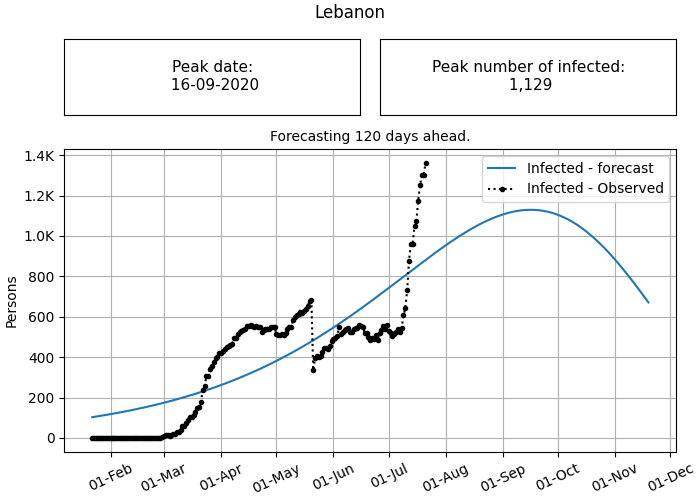 Lebanon
Peak date:
16-09-2020
Peak number of infected:
1,129
Forecasting 120 days ahead.
1.4K
1.2K
1.0K
800
600
400
200
0
Persons
Infected - forecast
Infected - Observed
01-Feb
01-Mar
01-Apr
01-May
01-Jun
01-Jul
01-Aug
01-Sep
01-Oct
01-Nov
01-Dec